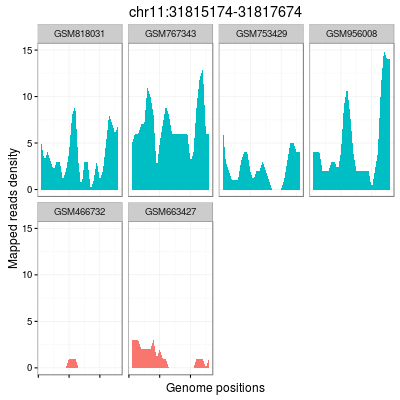 chr11:31815174-31817674
GSM818031 GSM767343 GSM753429 GSM956008
15
10
5
0
Mapped reads density
GSM466732 GSM663427
15
10
5
0
Genome positions